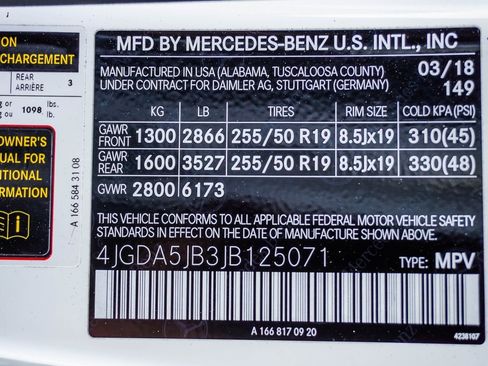 ON
CHARGEMENT
REAR
ARRIÈRE 3
g or 1098 lbs.
ou lb.
OWNER'S
UAL FOR
ITIONAL
RMATION
A 166 584 31 08
MFD BY MERCEDES-BENZ U.S. INTL., INC
MANUFACTURED IN USA (ALABAMA, TUSCALOOSA COUNTY) 03/18
UNDER CONTRACT FOR DAIMLER AG, STUTTGART (GERMANY) 149
KG LB TIRES RIM SIZE COLD KPA(PSI)
GAWR FRONT 1300 2866 255/50 R19 8.5Jx19 310(45)
GAWR REAR 1600 3527 255/50 R19 8.5Jx19 330(48)
GVWR 2800 6173
THIS VEHICLE CONFORMS TO ALL APPLICABLE FEDERAL MOTOR VEHICLE SAFETY
STANDARDS IN EFFECT ON THE DATE OF MANUFACTURE SHOWN ABOVE.
4JGDA5JB3JB125071 TYPE: MPV
A 166 817 09 20
4238107